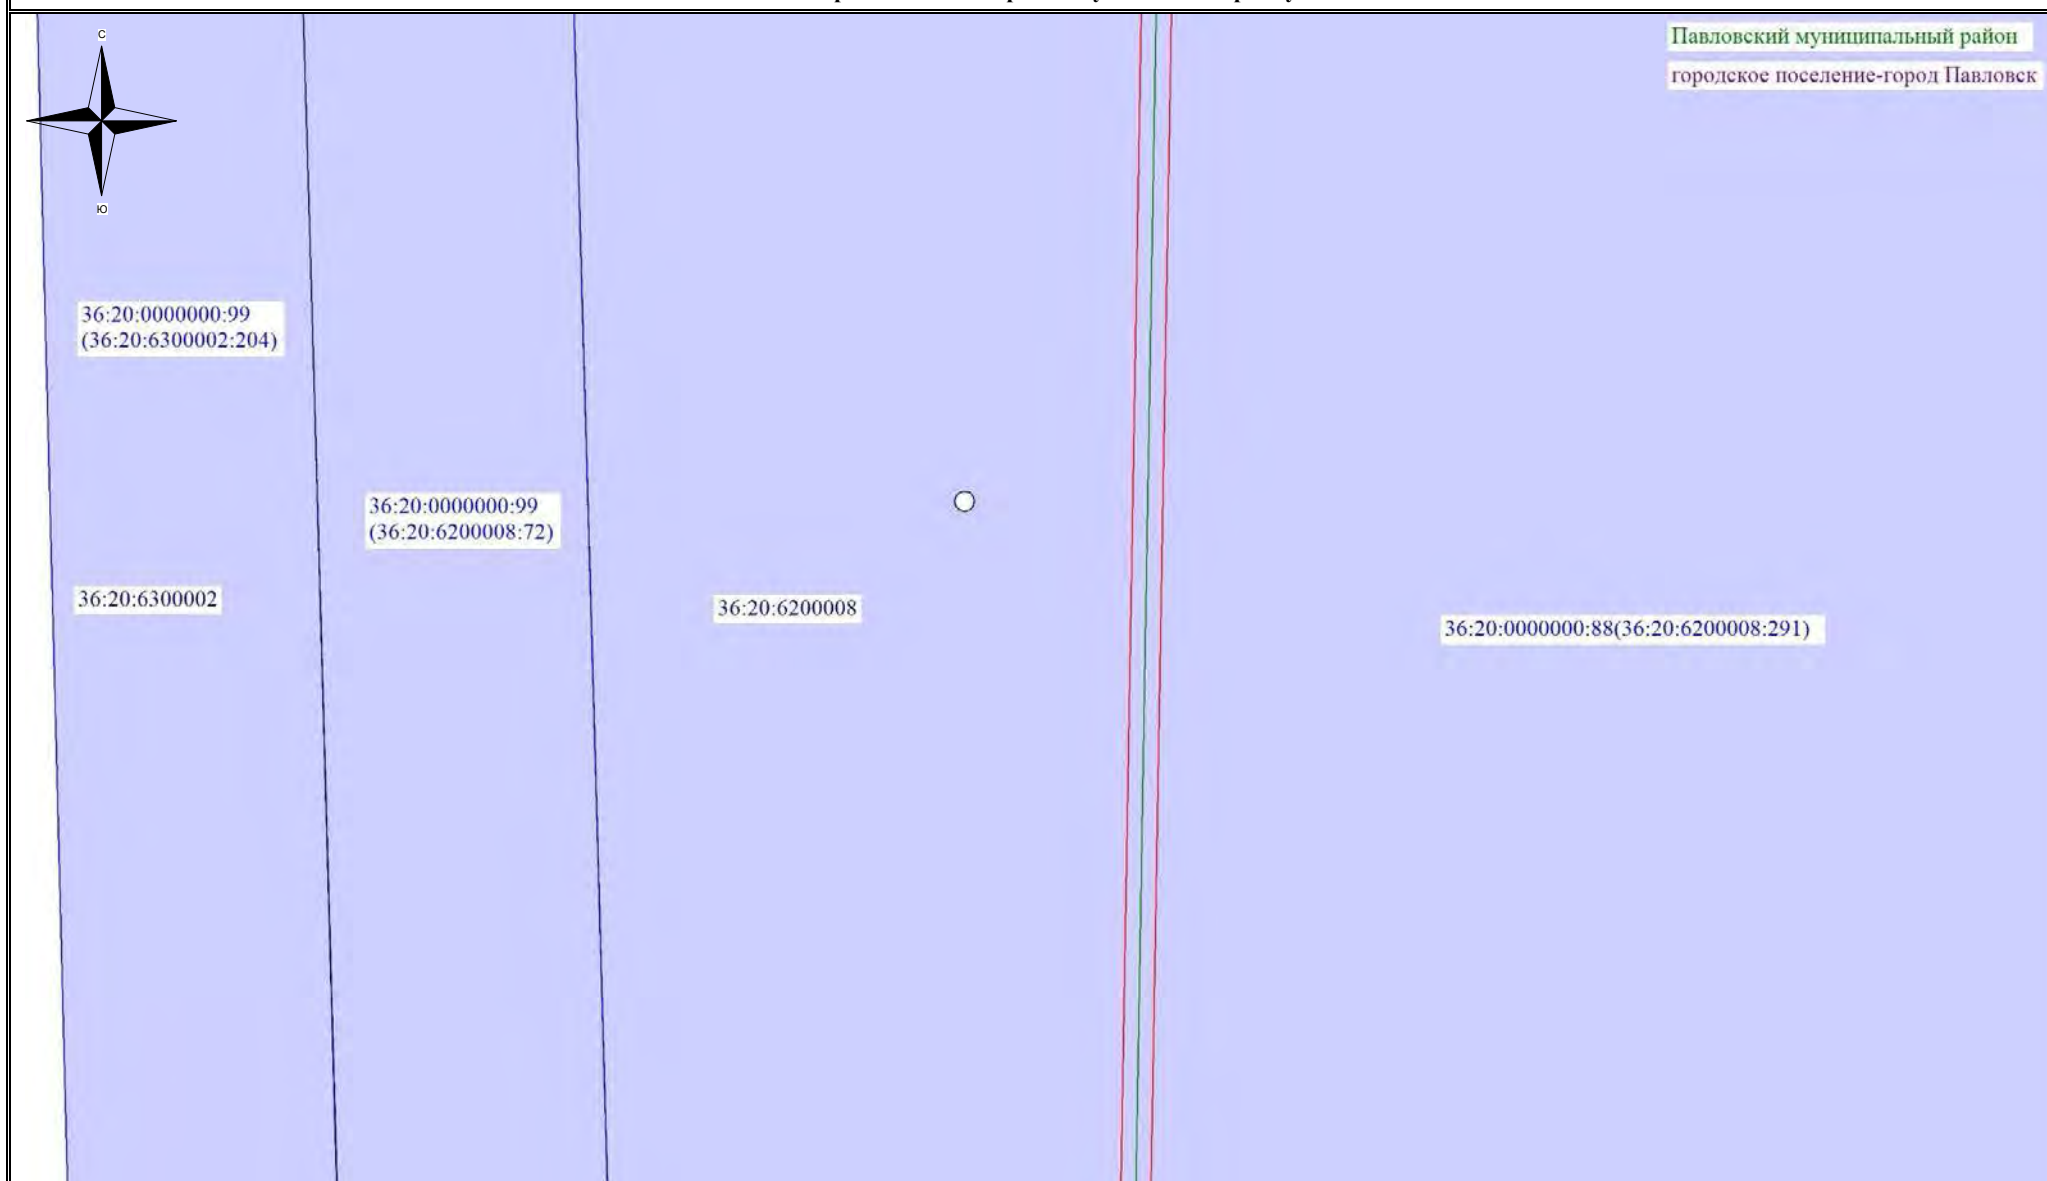 С
Ю
Павловский муниципальный район
городское поселение-город Павловск
36:20:0000000:99
(36:20:6300002:204)
36:20:0000000:99
(36:20:6200008:72)
36:20:6300002
36:20:6200008
36:20:0000000:88(36:20:6200008:291)